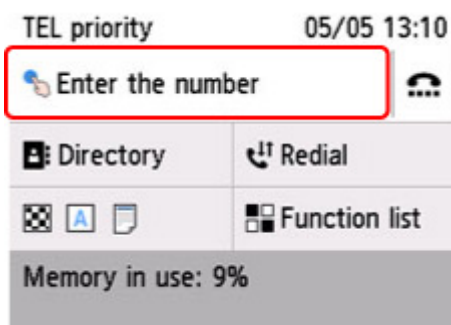 TEL priority 05/05 13:10
Enter the number
Directory Redial
A Function list
Memory in use: 9%